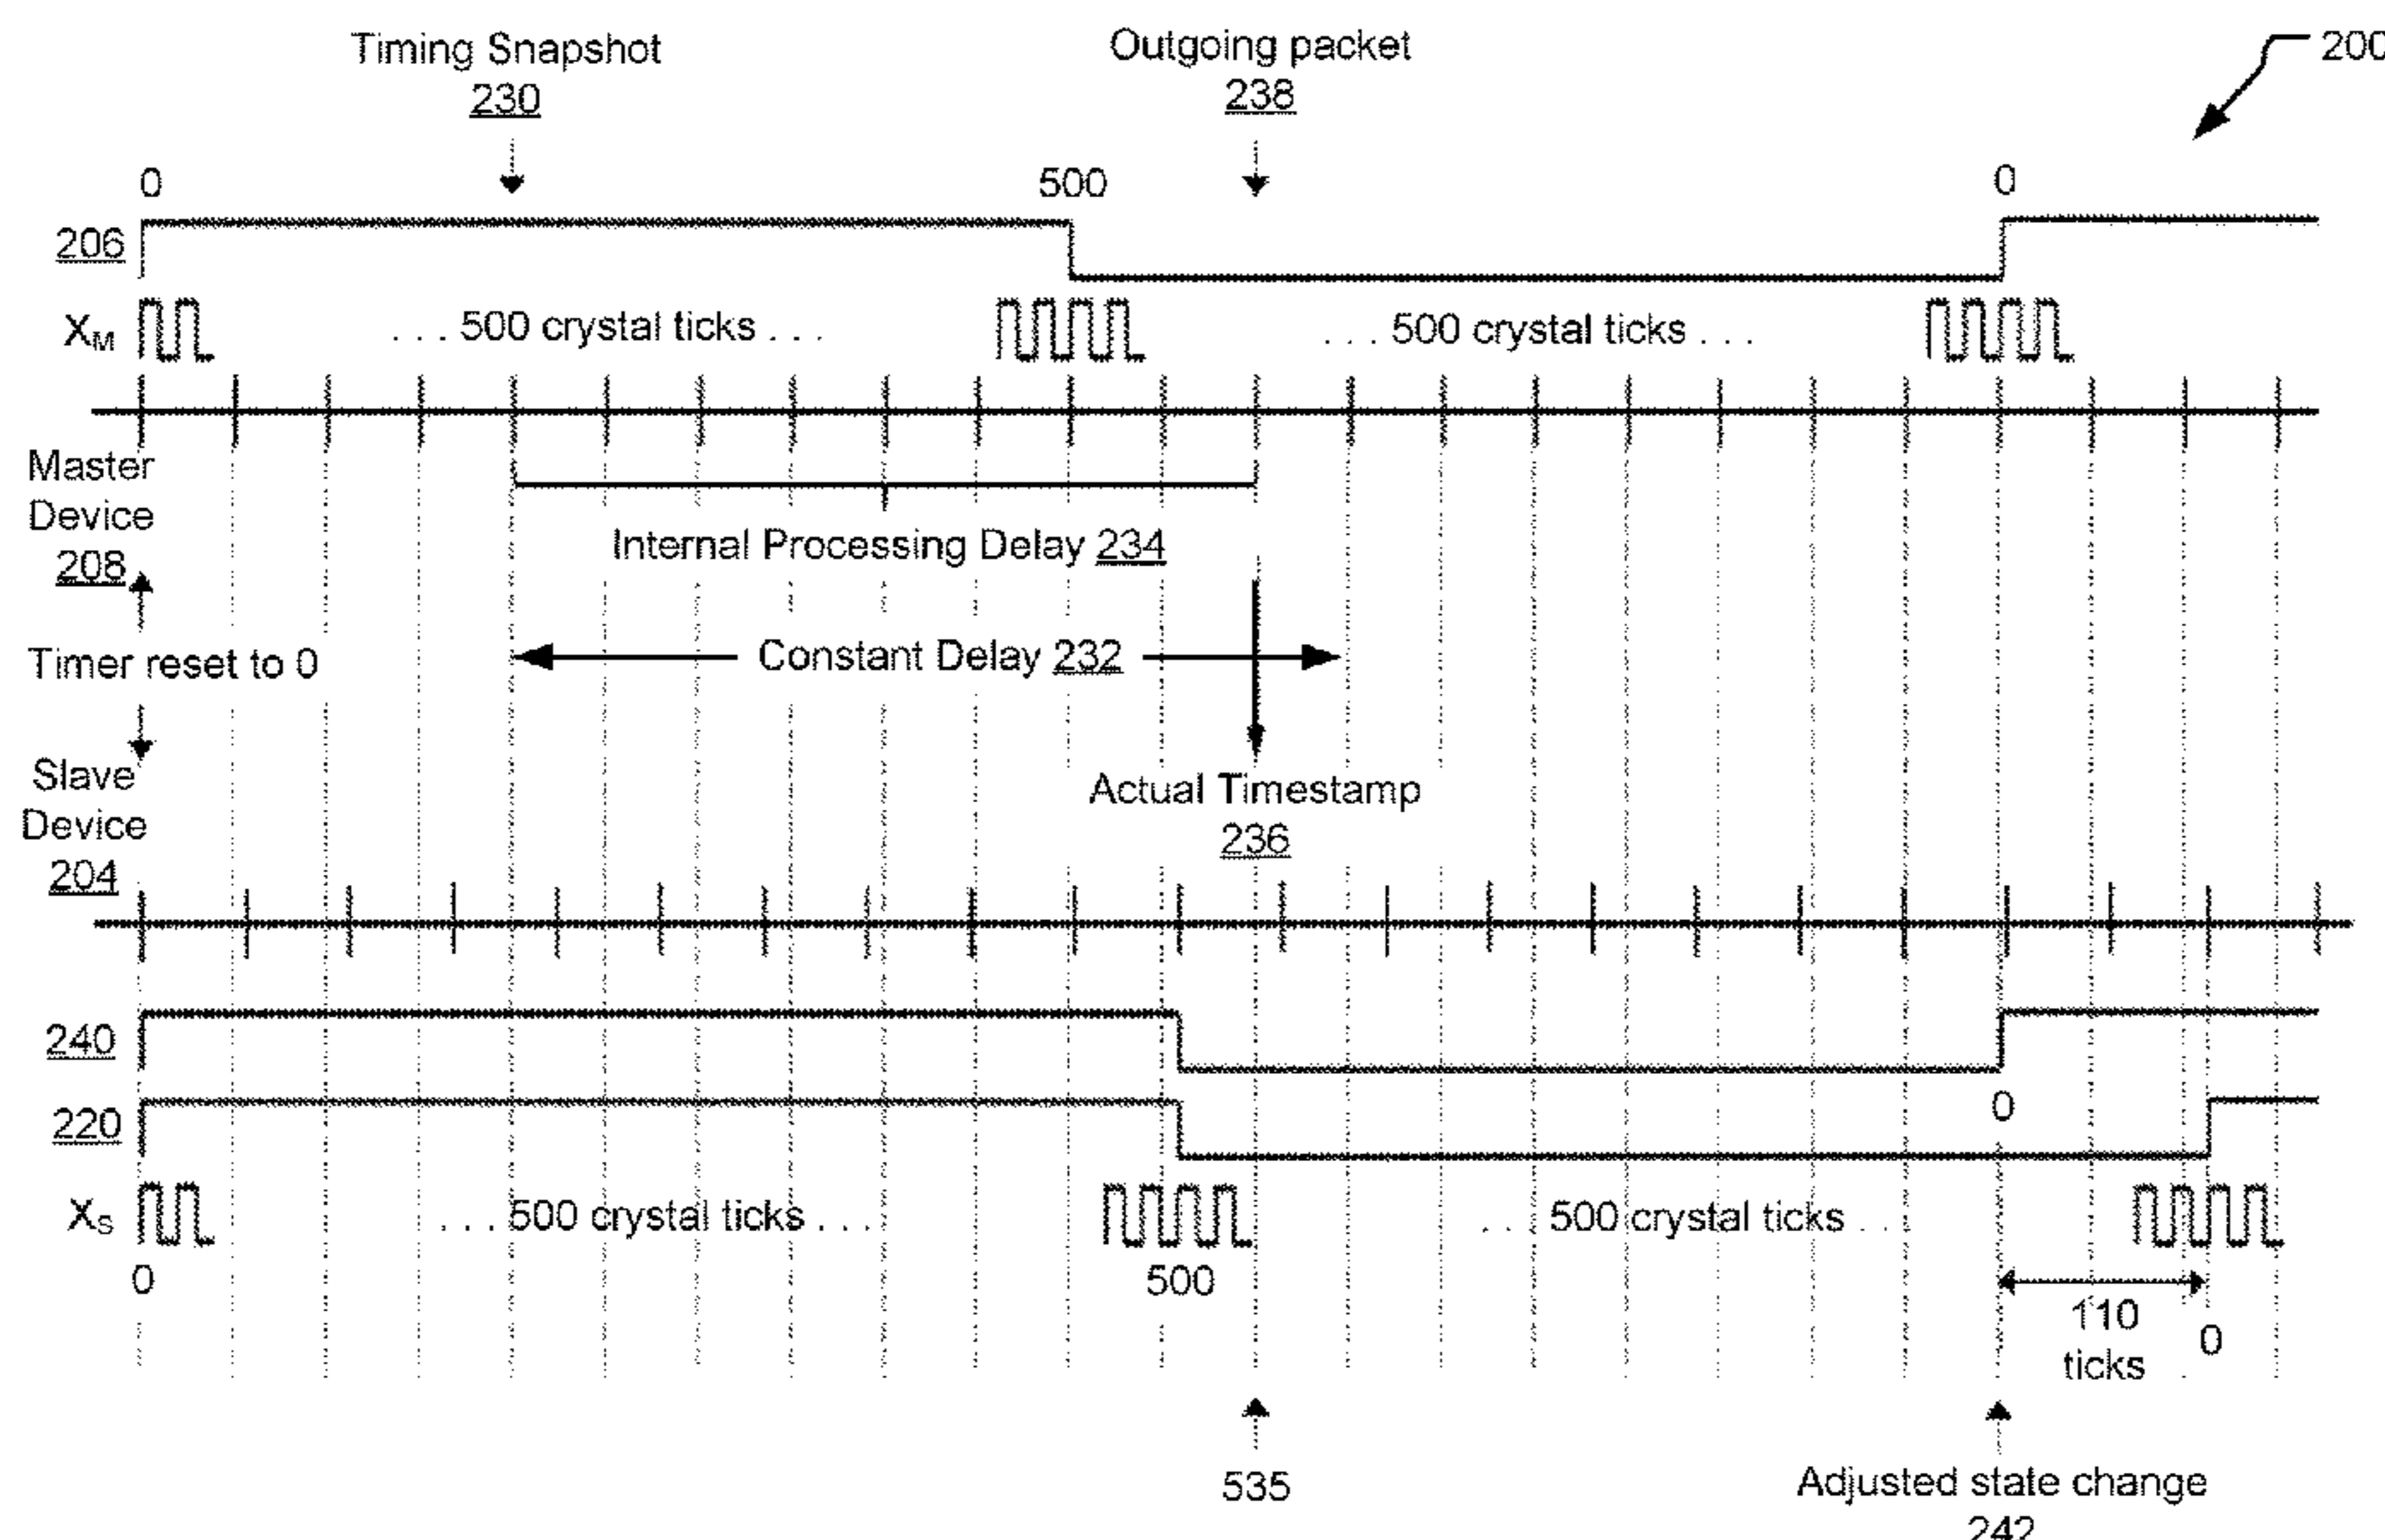 Timing Snapshot
230
Outgoing packet
238
200
0
500
0
206
XM
. . . 500 crystal ticks . . .
. . . 500 crystal ticks . . .
Master
Device
208
Internal Processing Delay 234
Timer reset to 0
Constant Delay 232
Slave
Device
204
Actual Timestamp
236
240
0
220
XS
. . . 500 crystal ticks . . .
. . 500 crystal ticks . .
0
500
110
ticks
0
535
Adjusted state change
242